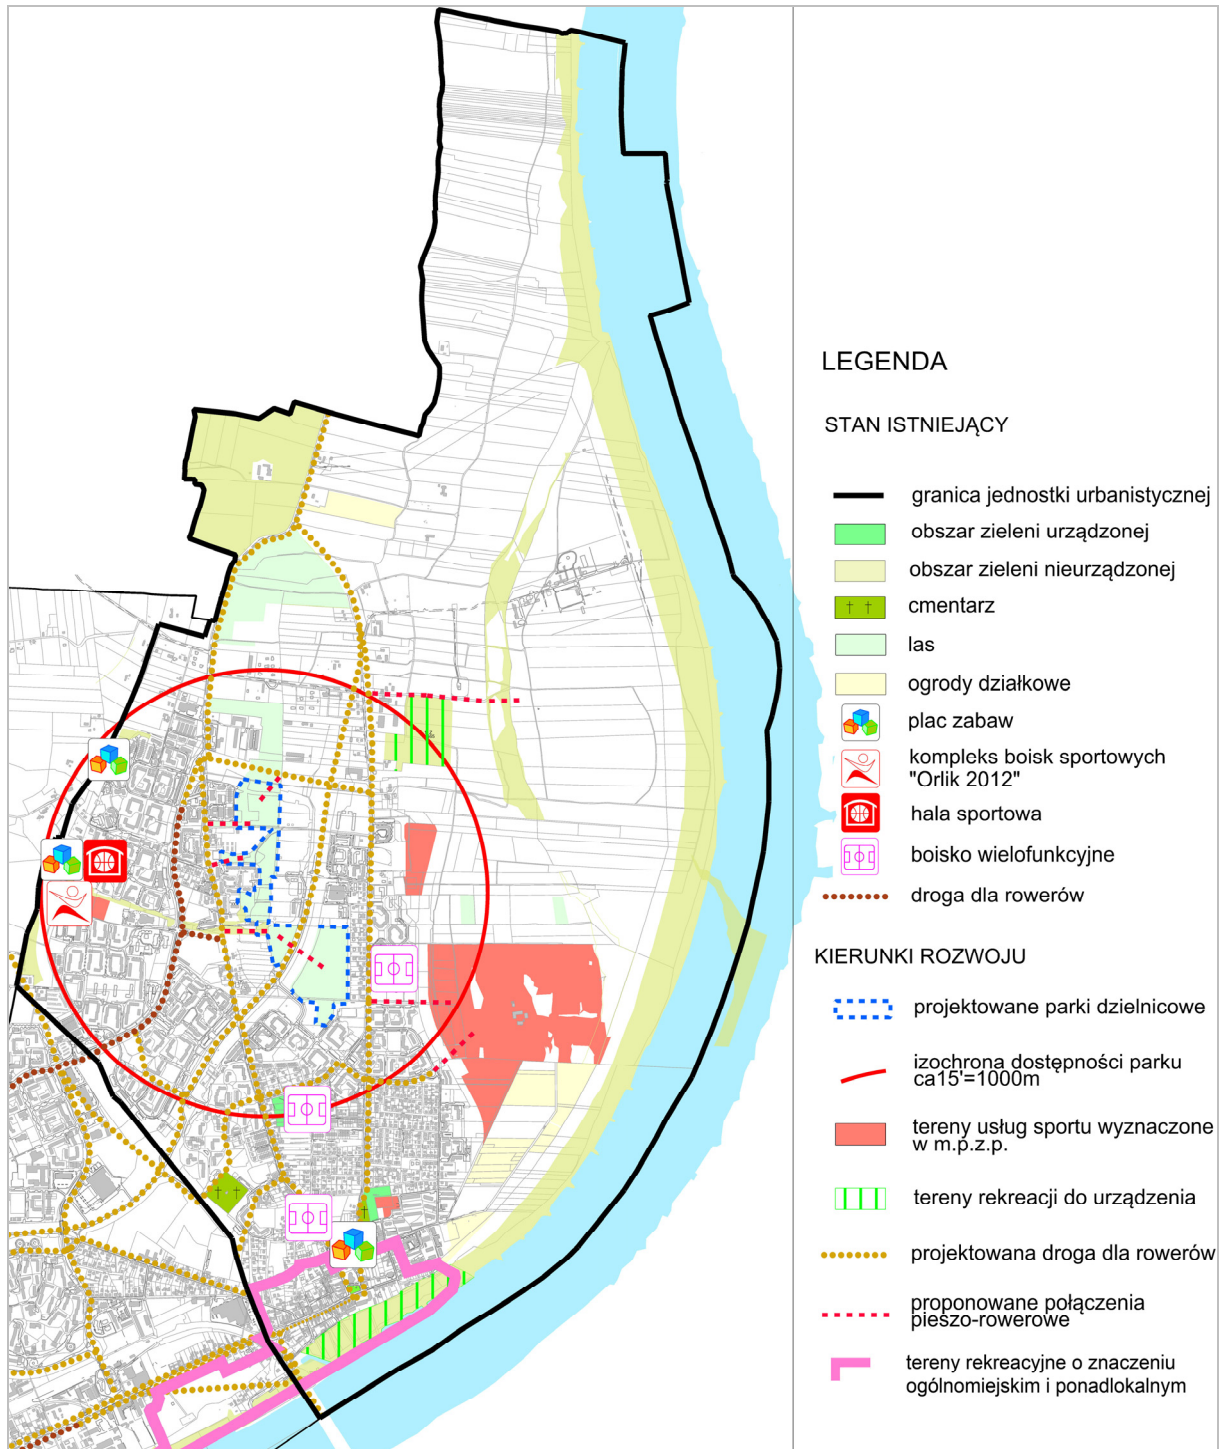 LEGENDA
STAN ISTNIEJĄCY
granica jednostki urbanistycznej
obszar zieleni urządzonej
obszar zieleni nieurządzonej
cmentarz
las
ogrody działkowe
plac zabaw
kompleks boisk sportowych
"Orlik 2012"
hala sportowa
boisko wielofunkcyjne
droga dla rowerów
KIERUNKI ROZWOJU
projektowane parki dzielnicowe
izochrona dostępności parku
ca15'=1000m
tereny usług sportu wyznaczone
w m.p.z.p.
tereny rekreacji do urządzenia
projektowana droga dla rowerów
proponowane połączenia
pieszo-rowerowe
tereny rekreacyjne o znaczeniu
ogólnomiejskim i ponadlokalnym